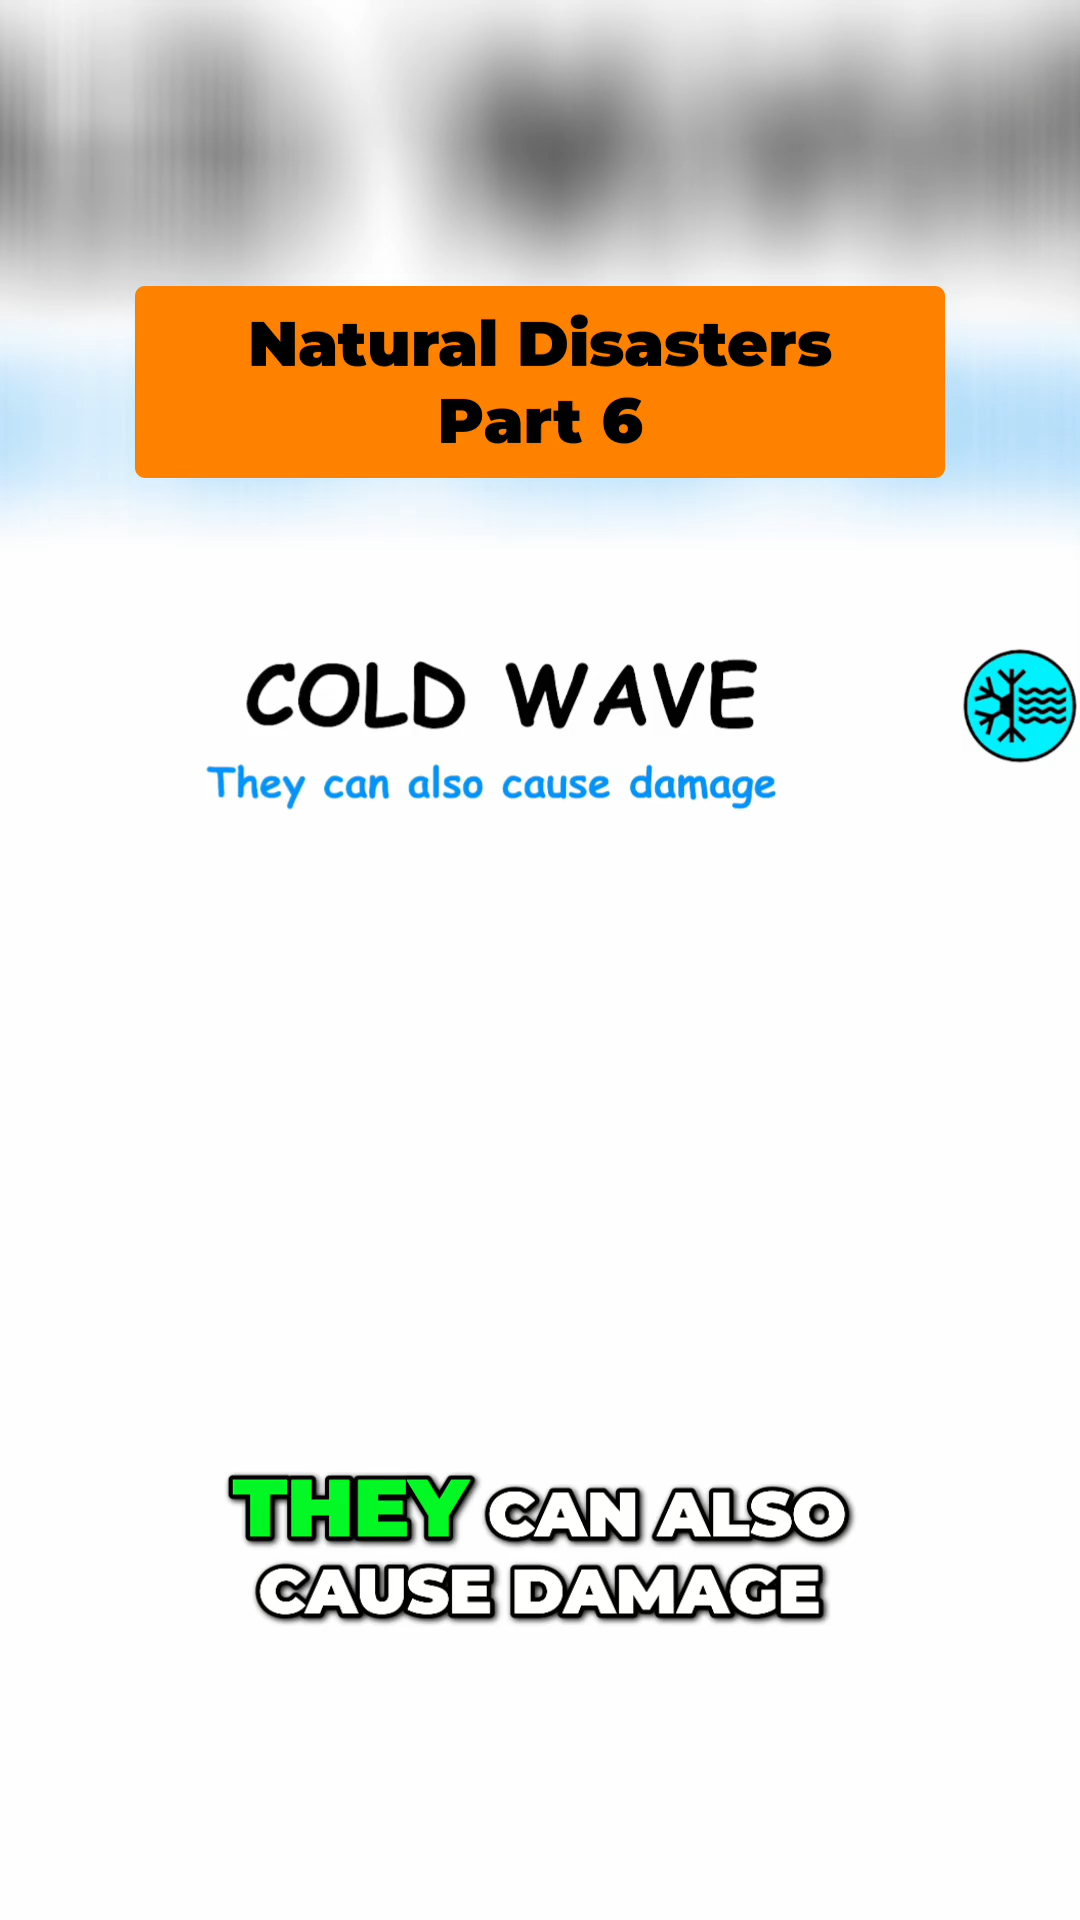 Natural Disasters
Part 6
COLD WAVE
They can also cause damage
THEY CAN ALSO
CAUSE DAMAGE